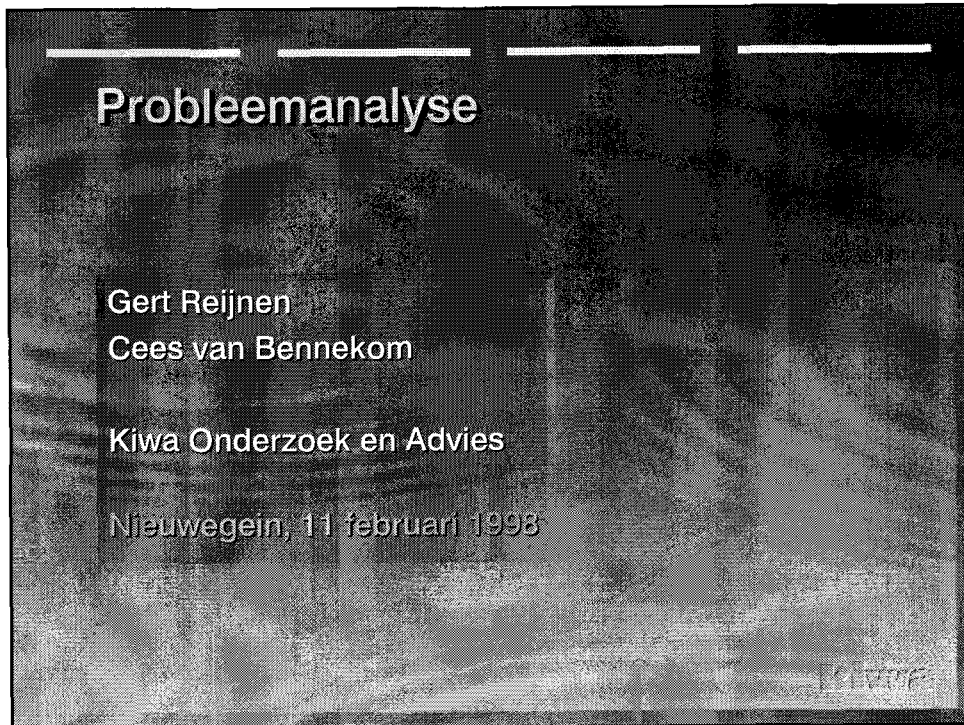 Probleemanalyse
Gert Reijnen
Cees van Bennekom
Kiwa Onderzoek en Advies
Nieuwegein, 11 februari 1998